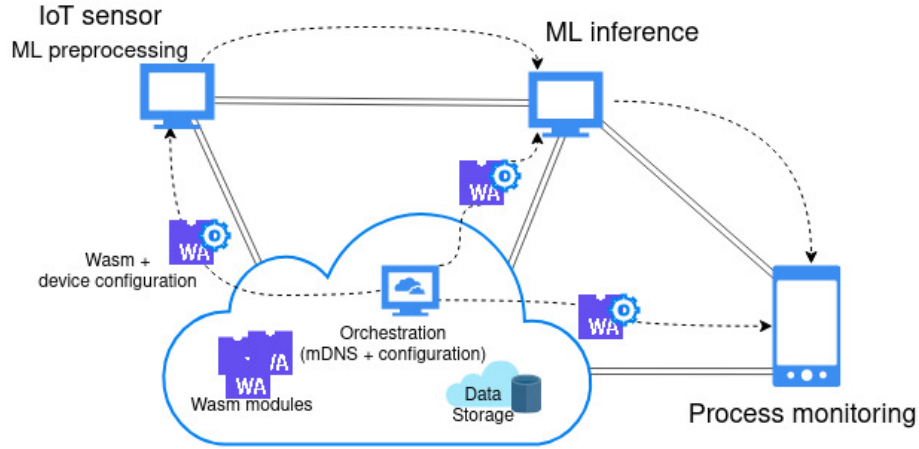 IoT sensor
ML preprocessing
ML inference
WA
WA
Wasm +
device configuration
WA
Orchestration
(mDNS + configuration)
WA
WA
Wasm modules
Data
Storage
Process monitoring